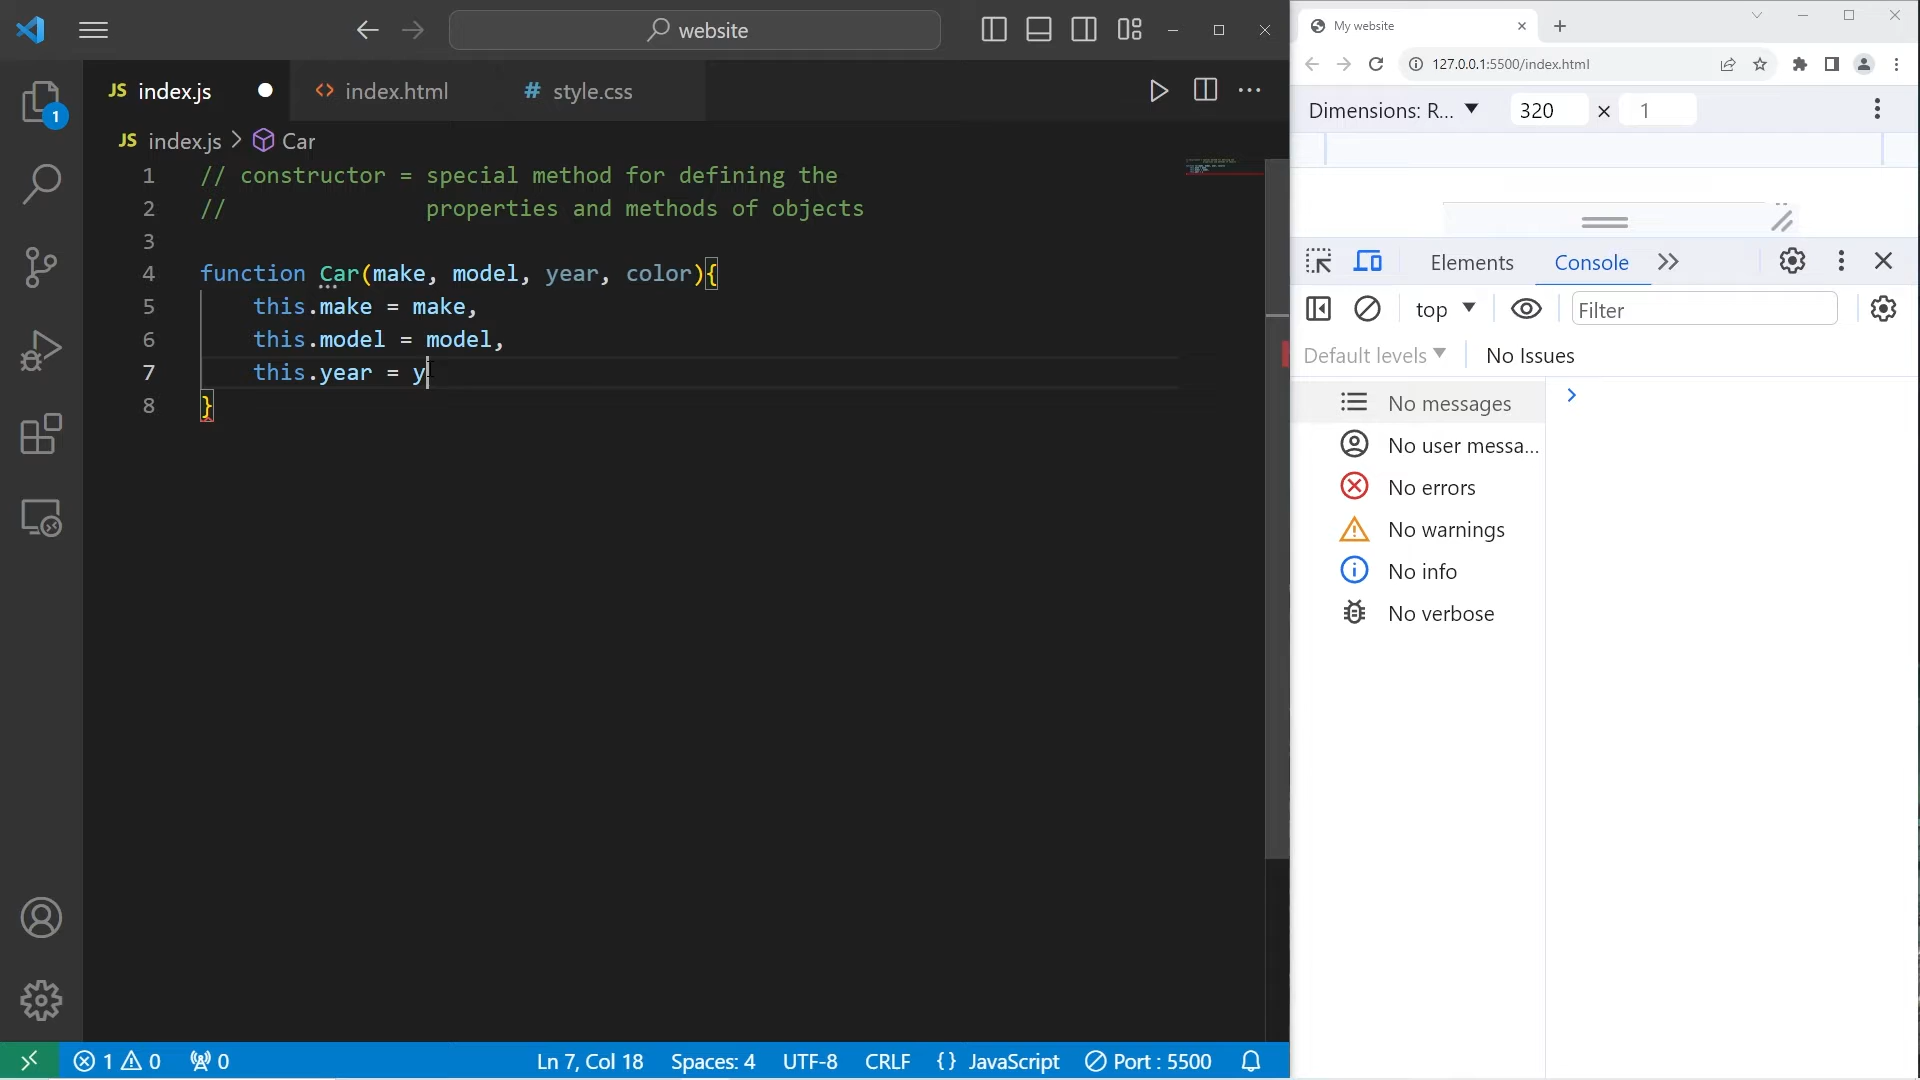 website
JS index.js
<> index.html
# style.css
JS index.js > Car
1 // constructor = special method for defining the
2 // properties and methods of objects
3
4 function Car(make, model, year, color){
5 this.make = make,
6 this.model = model,
7 this.year = y
8 }
1
1 0 0
Ln 7, Col 18 Spaces: 4 UTF-8 CRLF {} JavaScript Port : 5500
My website
127.0.0.1:5500/index.html
Dimensions: R... 320 × 1
Elements Console
top Filter
Default levels No Issues
No messages
No user messa...
No errors
No warnings
No info
No verbose